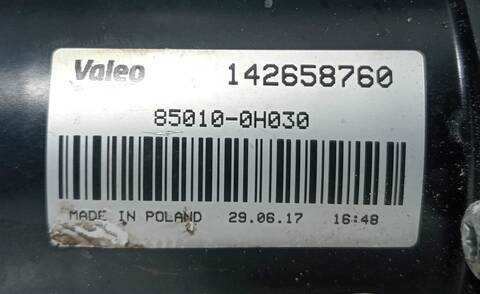 Valeo 142658760
85010-0H030
MADE IN POLAND 29.06.17 16:48